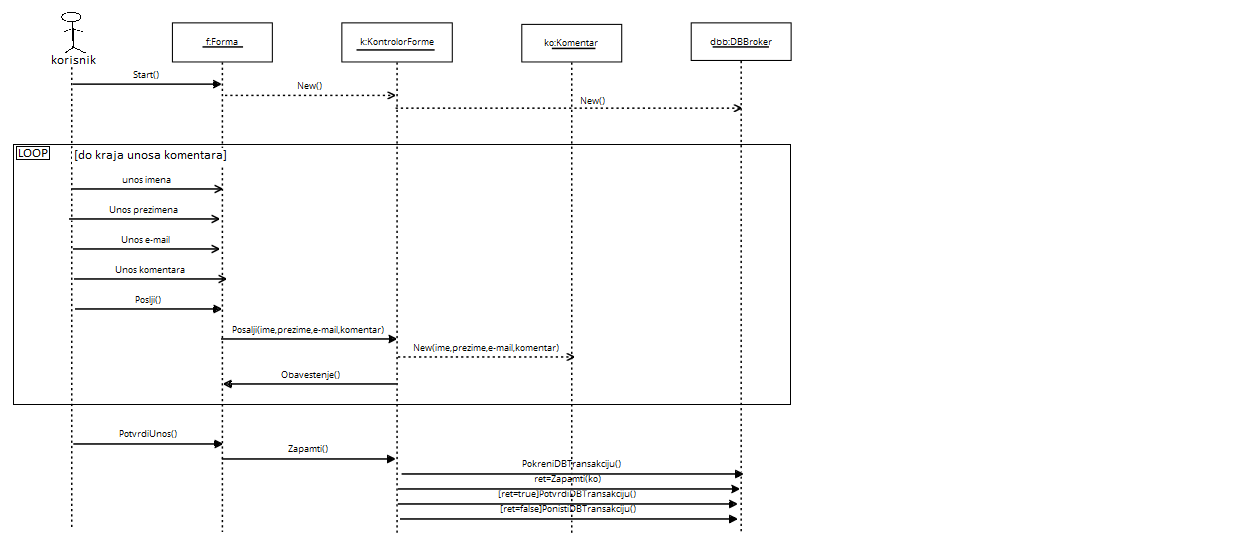 korisnik
f:Forma
k:KontrolorForme
ko:Komentar
dbb:DBBroker
Start()
New()
New()
LOOP
[do kraja unosa komentara]
unos imena
Unos prezimena
Unos e-mail
Unos komentara
Poslji()
Posalji(ime,prezime,e-mail,komentar)
New(ime,prezime,e-mail,komentar)
Obavestenje()
PotvrdiUnos()
Zapamti()
PokreniDBTransakciju()
ret=Zapamti(ko)
[ret=true]PotvrdiDBTransakciju()
[ret=false]PonistiDBTransakciju()